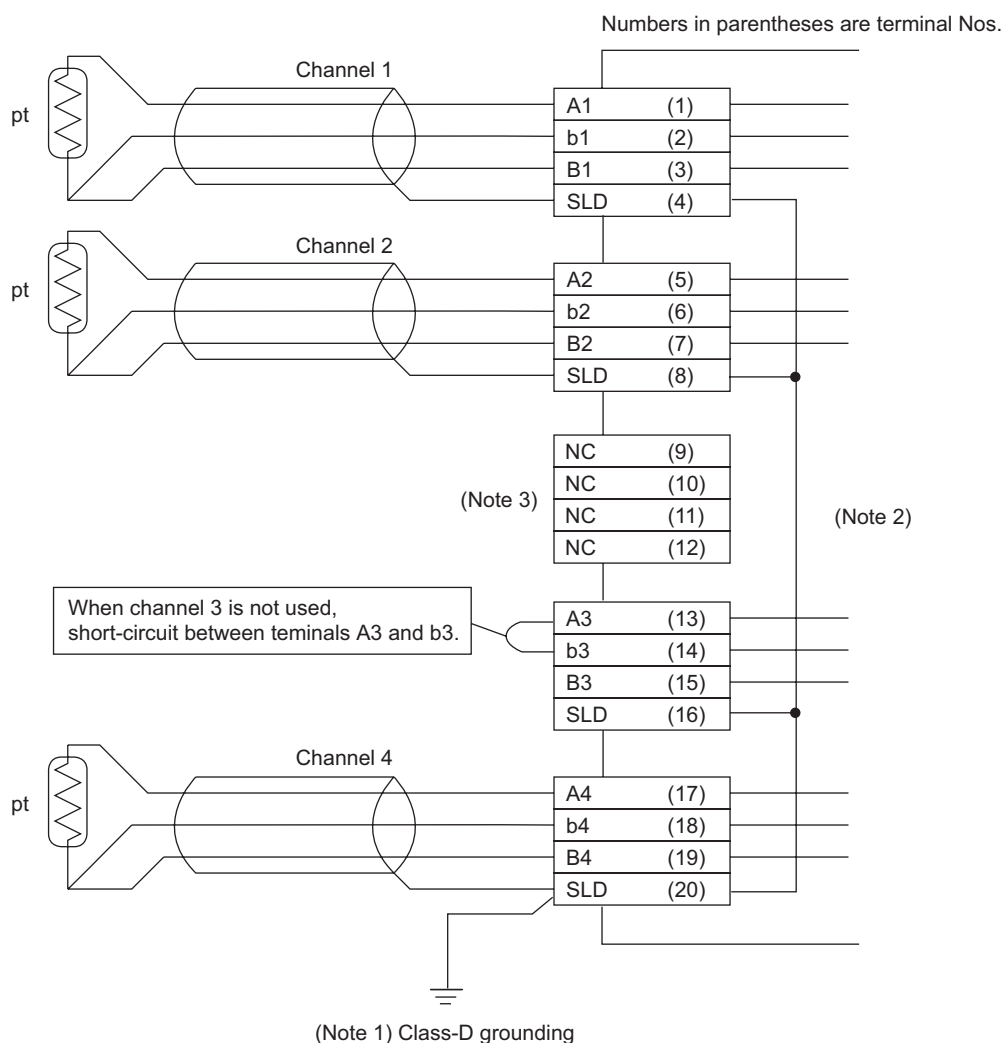 Numbers in parentheses are terminal Nos.
Channel 1
pt
A1 (1)
b1 (2)
B1 (3)
SLD (4)
Channel 2
pt
A2 (5)
b2 (6)
B2 (7)
SLD (8)
NC (9)
NC (10)
NC (11)
NC (12)
(Note 3)
(Note 2)
When channel 3 is not used,
short-circuit between teminals A3 and b3.
A3 (13)
b3 (14)
B3 (15)
SLD (16)
Channel 4
pt
A4 (17)
b4 (18)
B4 (19)
SLD (20)
(Note 1) Class-D grounding